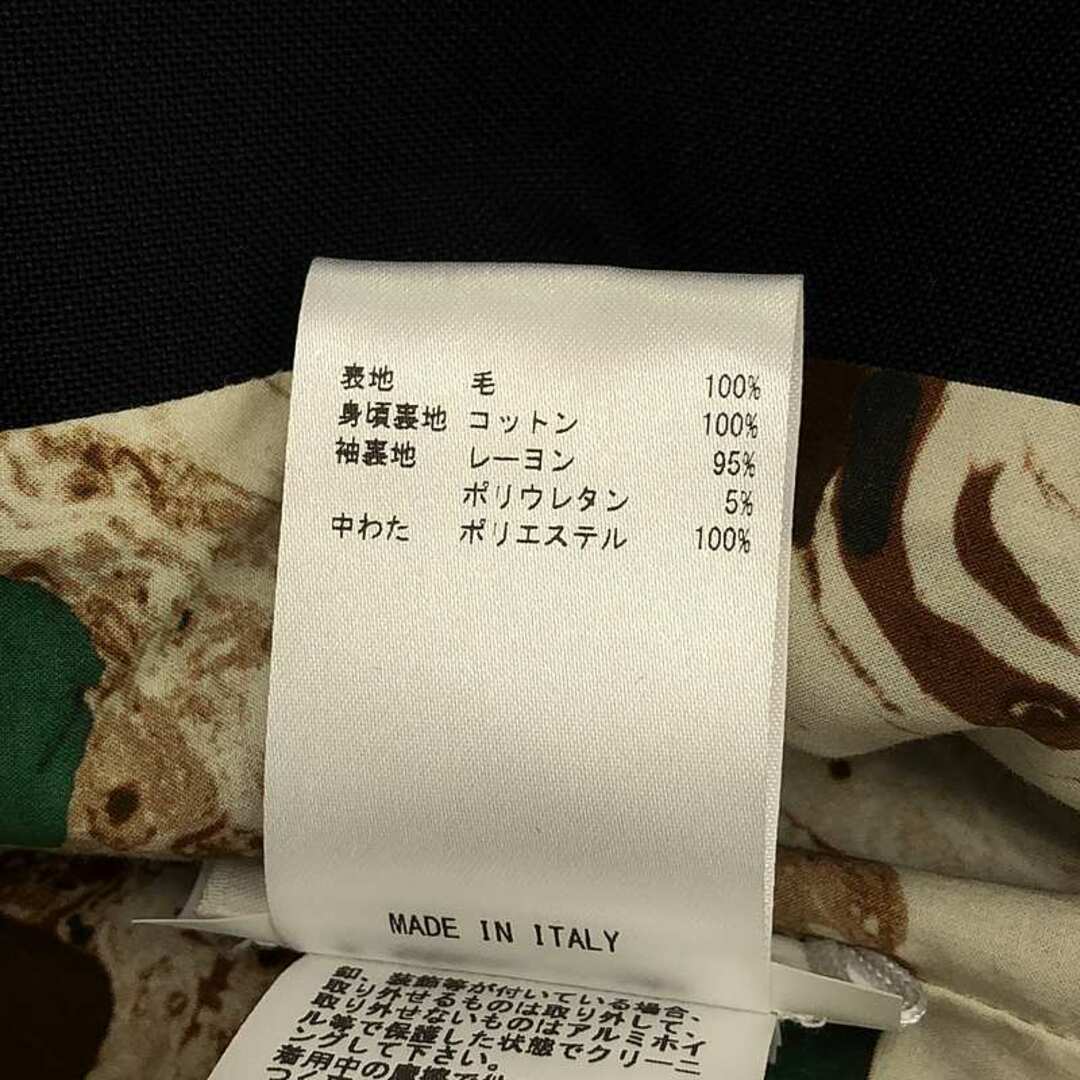 表地 毛 100%
身頃裏地 コットン 100%
袖裏地 レーヨン 95%
ポリウレタン 5%
中わた ポリエステル 100%
MADE IN ITALY
釦、装飾等が付いている場合、
取り外せるものは取り外して、
取り外せないものはアルミホイ
ル等で保護した状態でクリーニ
ングして下さい。
着用中の摩擦で